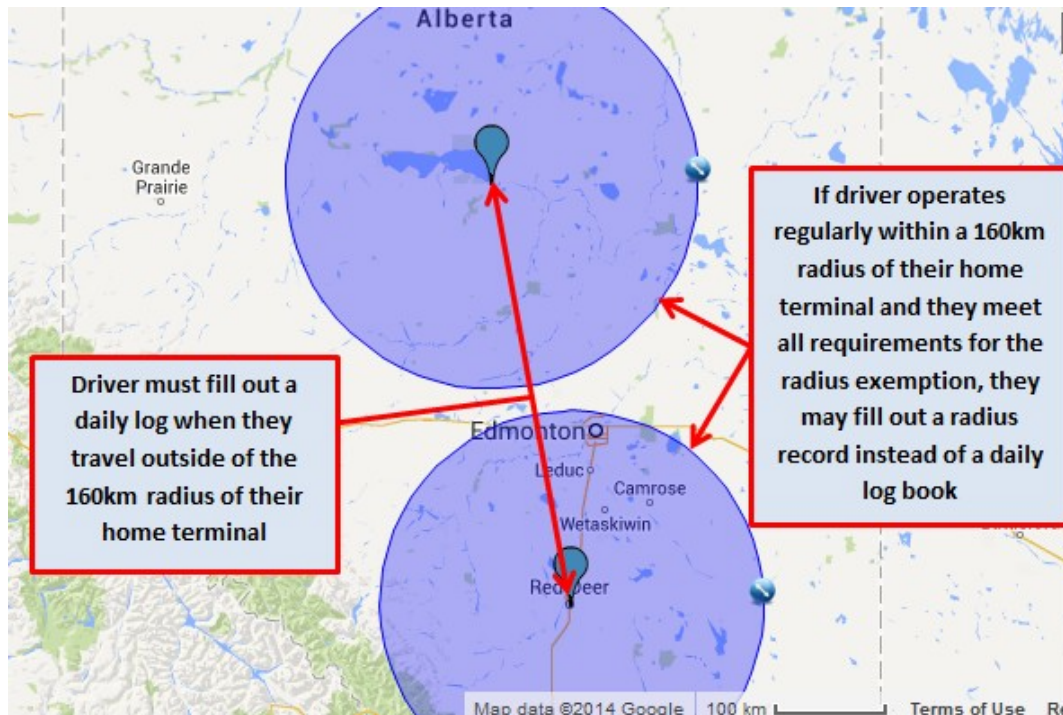 Alberta
Grande
Prairie
If driver operates
regularly within a 160km
radius of their home
terminal and they meet
all requirements for the
radius exemption, they
may fill out a radius
record instead of a daily
log book
Driver must fill out a
daily log when they
travel outside of the
160km radius of their
home terminal
Edmonton
Leduc
Camrose
Wetaskiwin
Red Deer
Map data ©2014 Google
100 km
Terms of Use